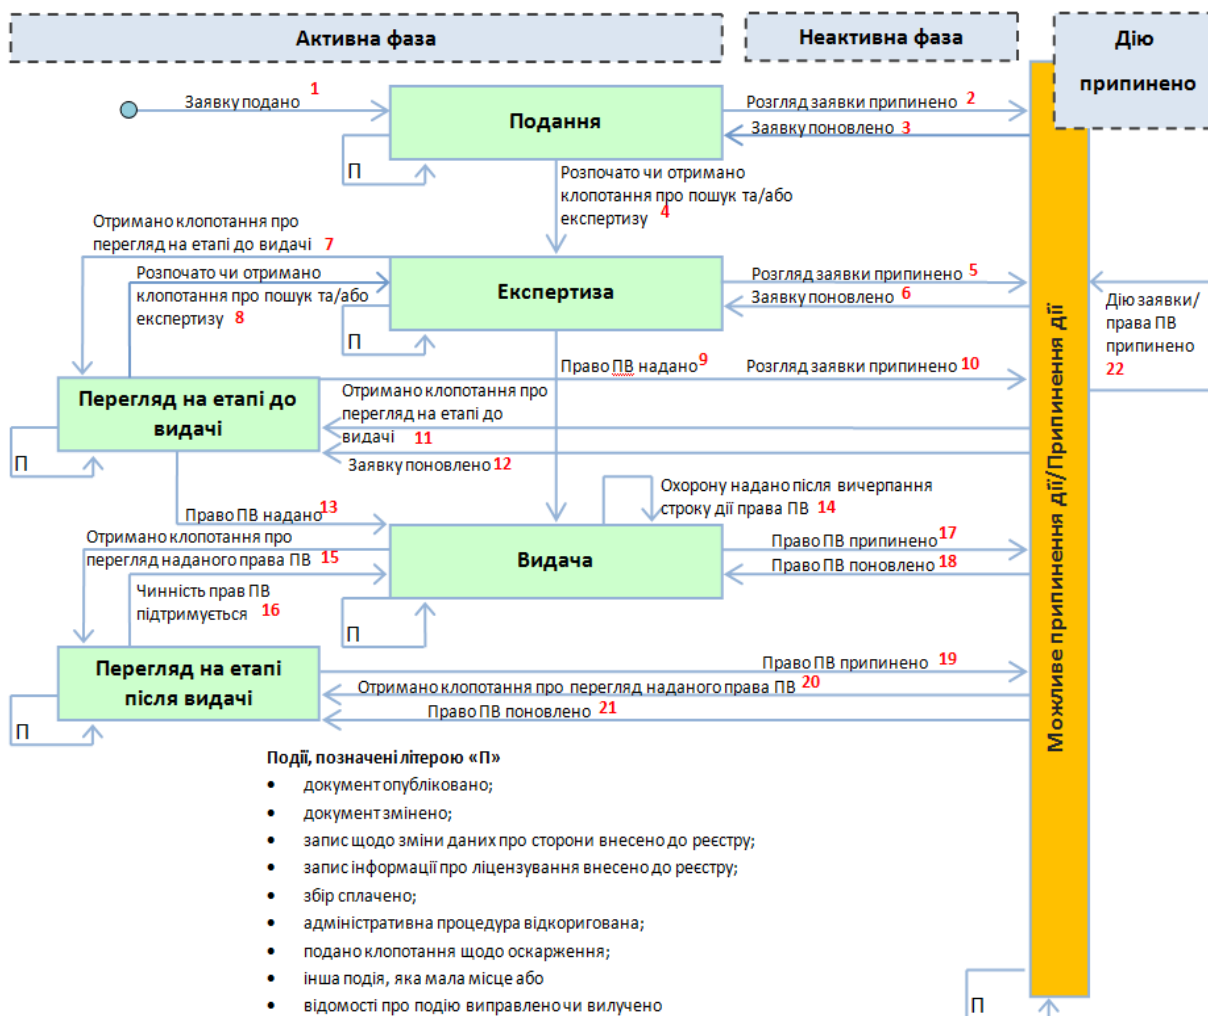 Активна фаза
Неактивна фаза
Дію
припинено
Заявку подано 1
Подання
Розгляд заявки припинено 2
Заявку поновлено 3
П
Розпочато чи отримано
клопотання про пошук та/або
експертизу 4
Отримано клопотання про
перегляд на етапі до видачі 7
Розпочато чи отримано
клопотання про пошук та/або
експертизу 8
Експертиза
Розгляд заявки припинено 5
Заявку поновлено 6
П
Дію заявки/
права ПВ
припинено
22
Право ПВ надано 9
Розгляд заявки припинено 10
Перегляд на етапі до
видачі
Отримано клопотання про
перегляд на етапі до
видачі 11
П
Заявку поновлено 12
Можливе припинення дії/Припинення дії
Право ПВ надано 13
Охорону надано після вичерпання
строку дії права ПВ 14
Отримано клопотання про
перегляд наданого права ПВ 15
Видача
Право ПВ припинено 17
Право ПВ поновлено 18
Чинність прав ПВ
підтримується 16
П
Перегляд на етапі
після видачі
Право ПВ припинено 19
Отримано клопотання про перегляд наданого права ПВ 20
Право ПВ поновлено 21
П
Події, позначені літерою «П»
• документ опубліковано;
• документ змінено;
• запис щодо зміни даних про сторони внесено до реєстру;
• запис інформації про ліцензування внесено до реєстру;
• збір сплачено;
• адміністративна процедура відкоригована;
• подано клопотання щодо оскарження;
• інша подія, яка мала місце або
• відомості про подію виправлено чи вилучено
П